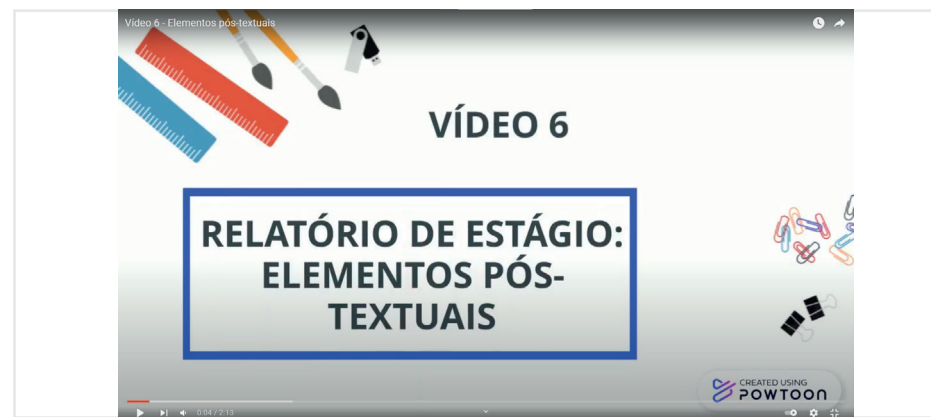 Vídeo 6 - Elementos pós-textuais
VÍDEO 6
RELATÓRIO DE ESTÁGIO:
ELEMENTOS PÓS-
TEXTUAIS
CREATED USING
POWTOON
0:04 / 2:13